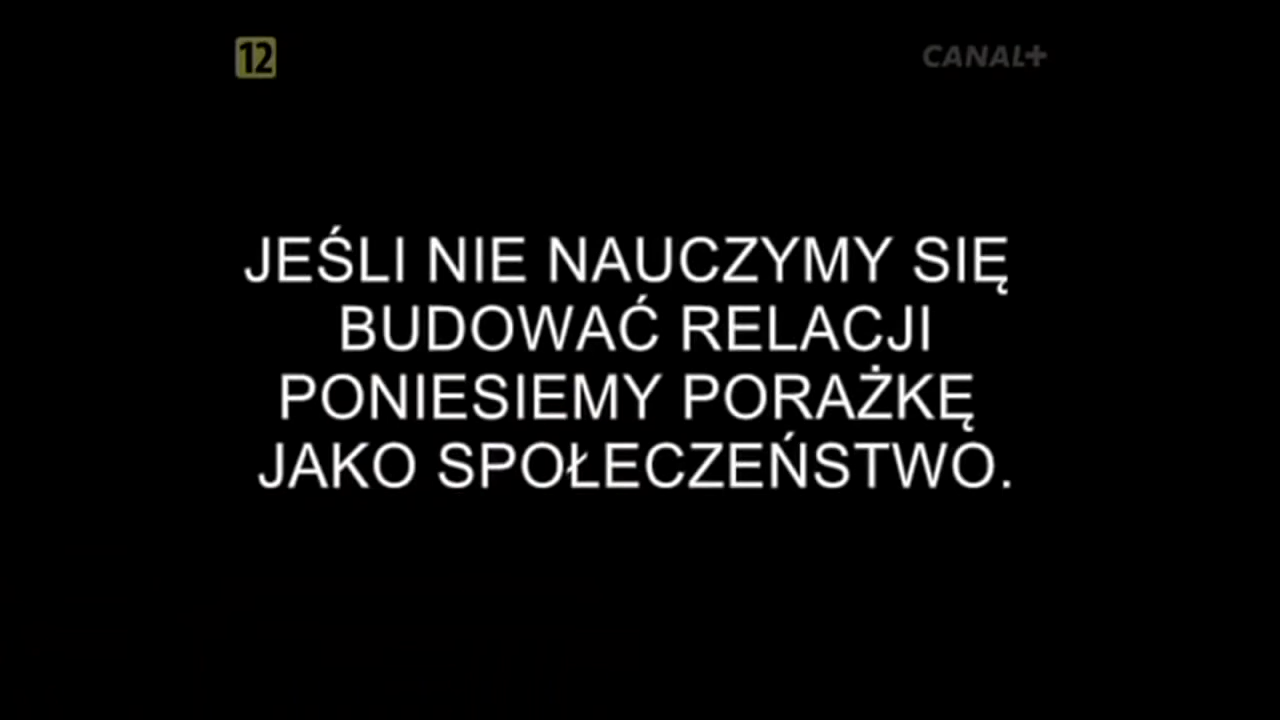 12
CANAL+
JEŚLI NIE NAUCZYMY SIĘ
BUDOWAĆ RELACJI
PONIESIEMY PORAŻKĘ
JAKO SPOŁECZEŃSTWO.